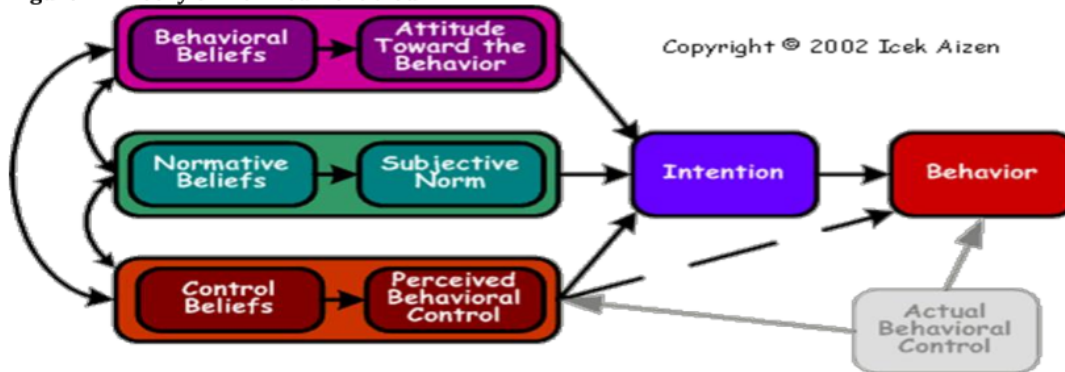 Behavioral
Beliefs
Attitude
Toward the
Behavior
Copyright © 2002 Icek Aizen
Normative
Beliefs
Subjective
Norm
Intention
Behavior
Control
Beliefs
Perceived
Behavioral
Control
Actual
Behavioral
Control